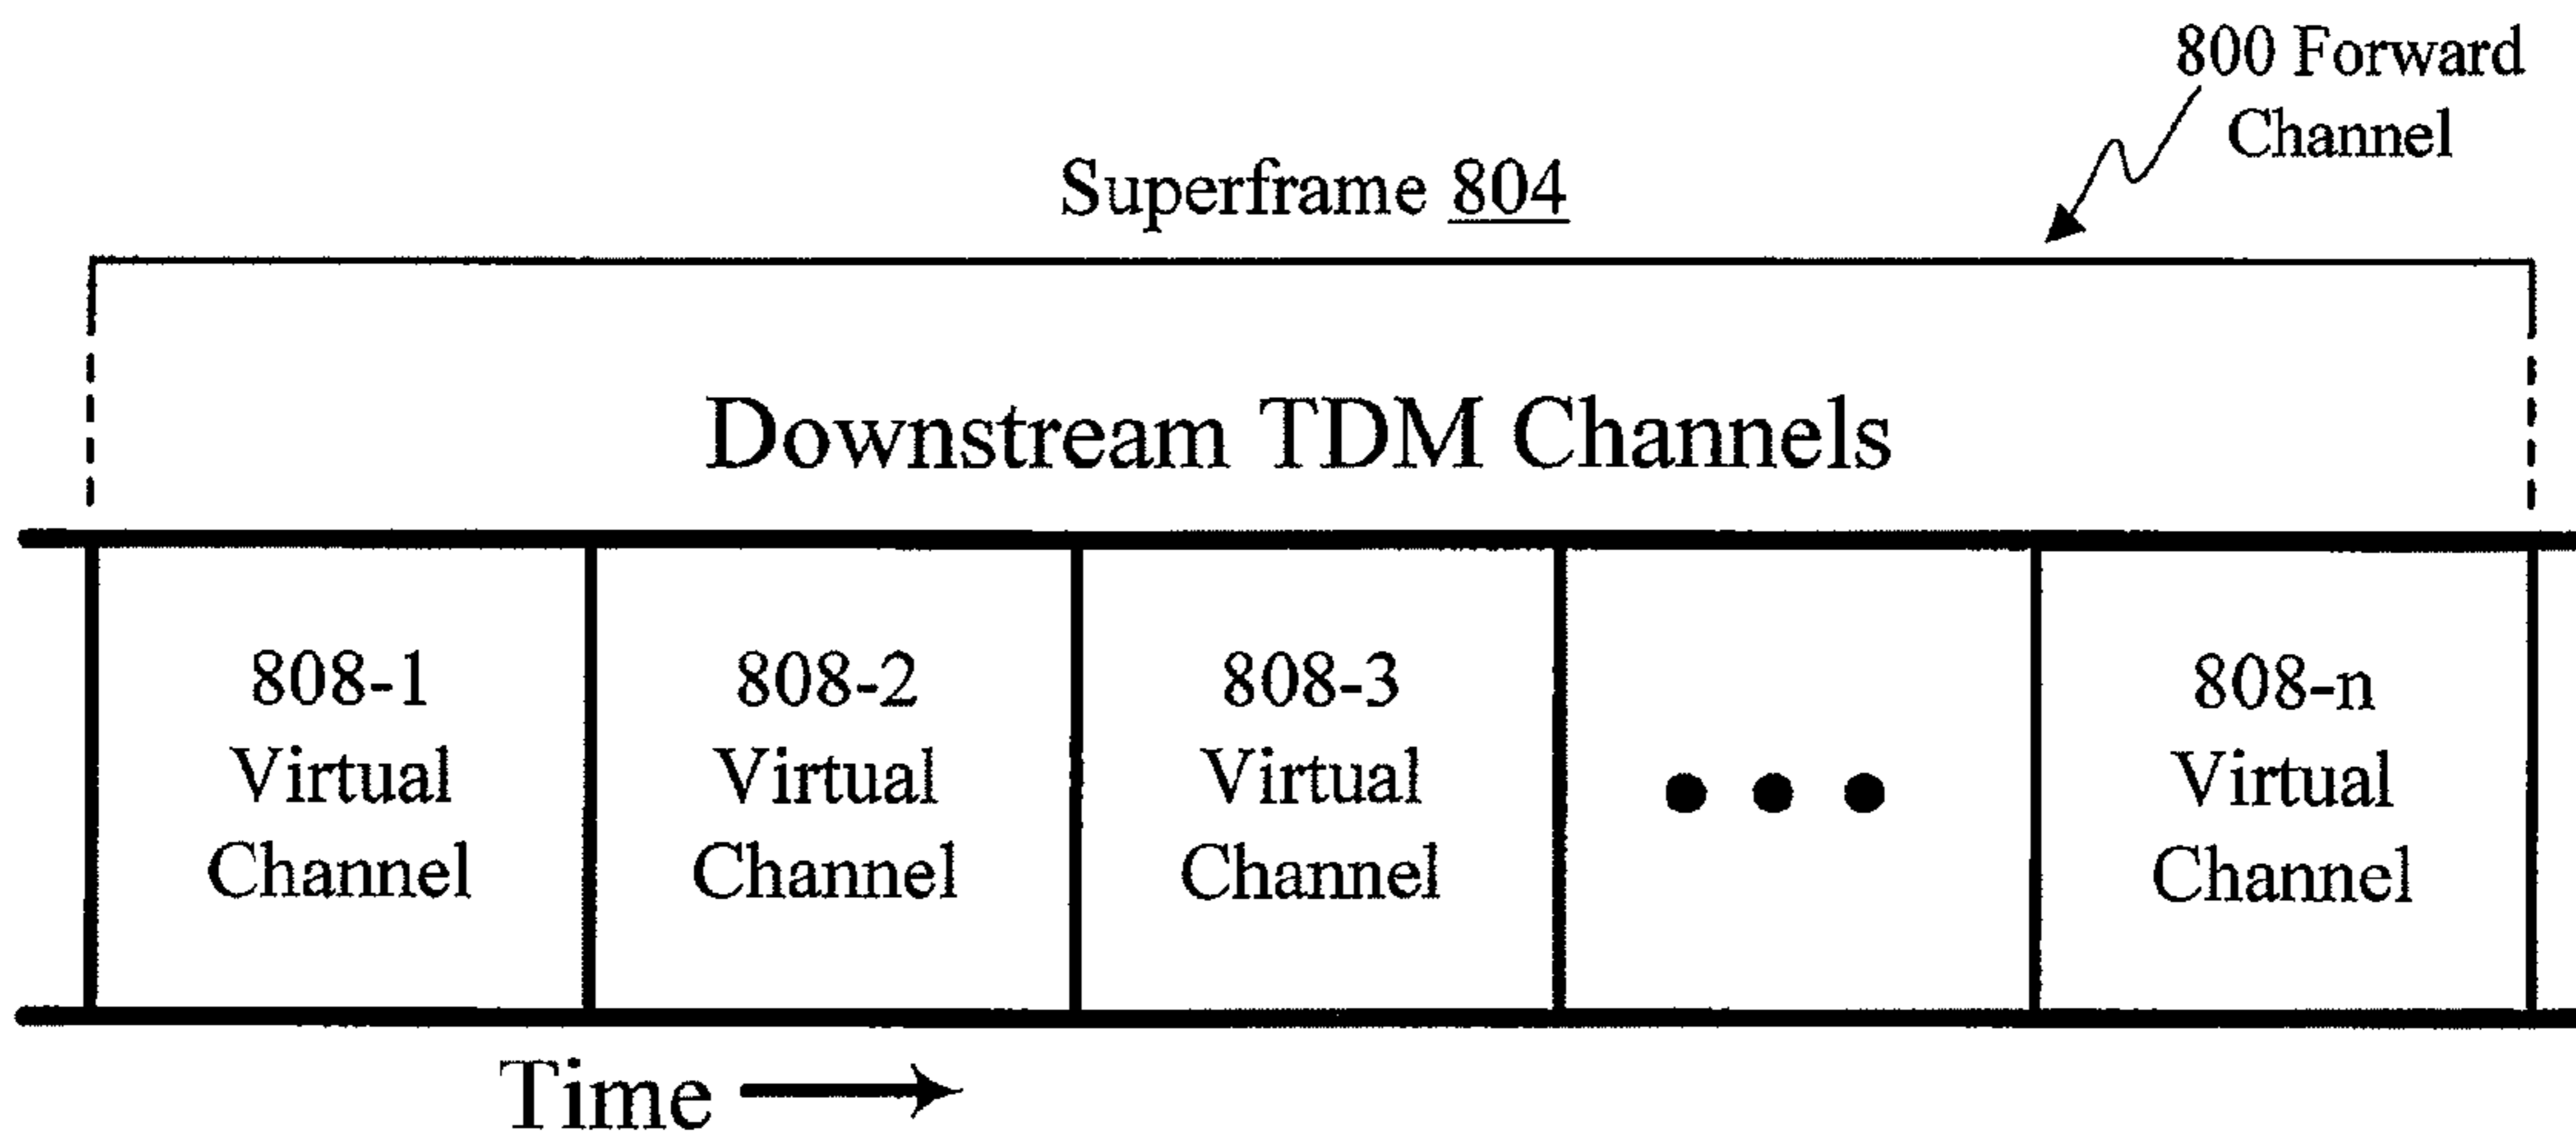 800 Forward
Channel
Superframe 804
Downstream TDM Channels
808-1
Virtual
Channel
808-2
Virtual
Channel
808-3
Virtual
Channel
808-n
Virtual
Channel
Time